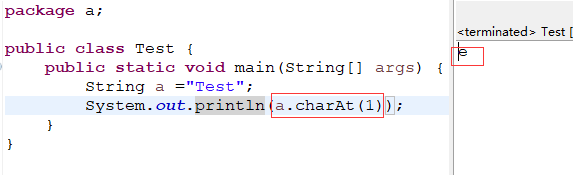 package a;
public class Test {
public static void main(String[] args) {
String a ="Test";
System.out.println(a.charAt(1));
}
}
<terminated> Test [
e